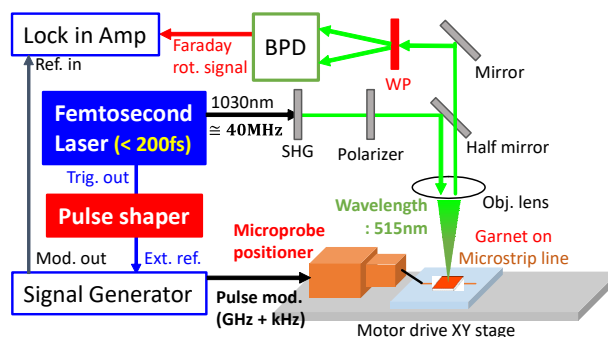 Lock in Amp
Ref. in
Faraday
rot. signal
BPD
WP
Mirror
Femtosecond
Laser (< 200fs)
1030nm
≅ 40MHz
SHG
Polarizer
Half mirror
Trig. out
Obj. lens
Pulse shaper
Wavelength
: 515nm
Mod. out
Ext. ref.
Microprobe
positioner
Garnet on
Microstrip line
Signal Generator
Pulse mod.
(GHz + kHz)
Motor drive XY stage